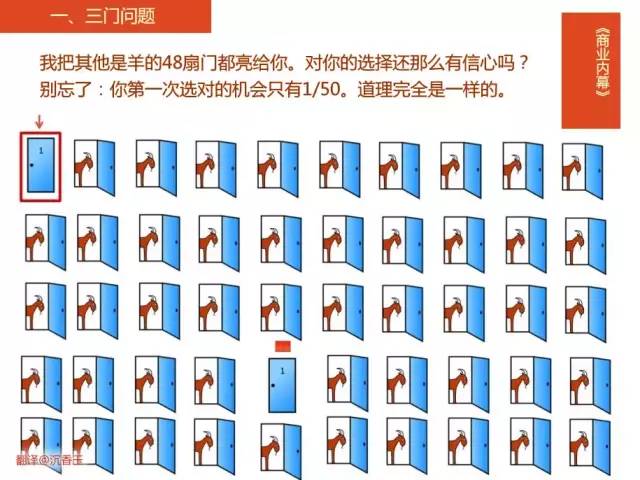 一、三门问题
《商业内幕》
我把其他是羊的48扇门都亮给你。对你的选择还那么有信心吗？
别忘了：你第一次选对的机会只有1/50。道理完全是一样的。
1
1
翻译@沉香玉